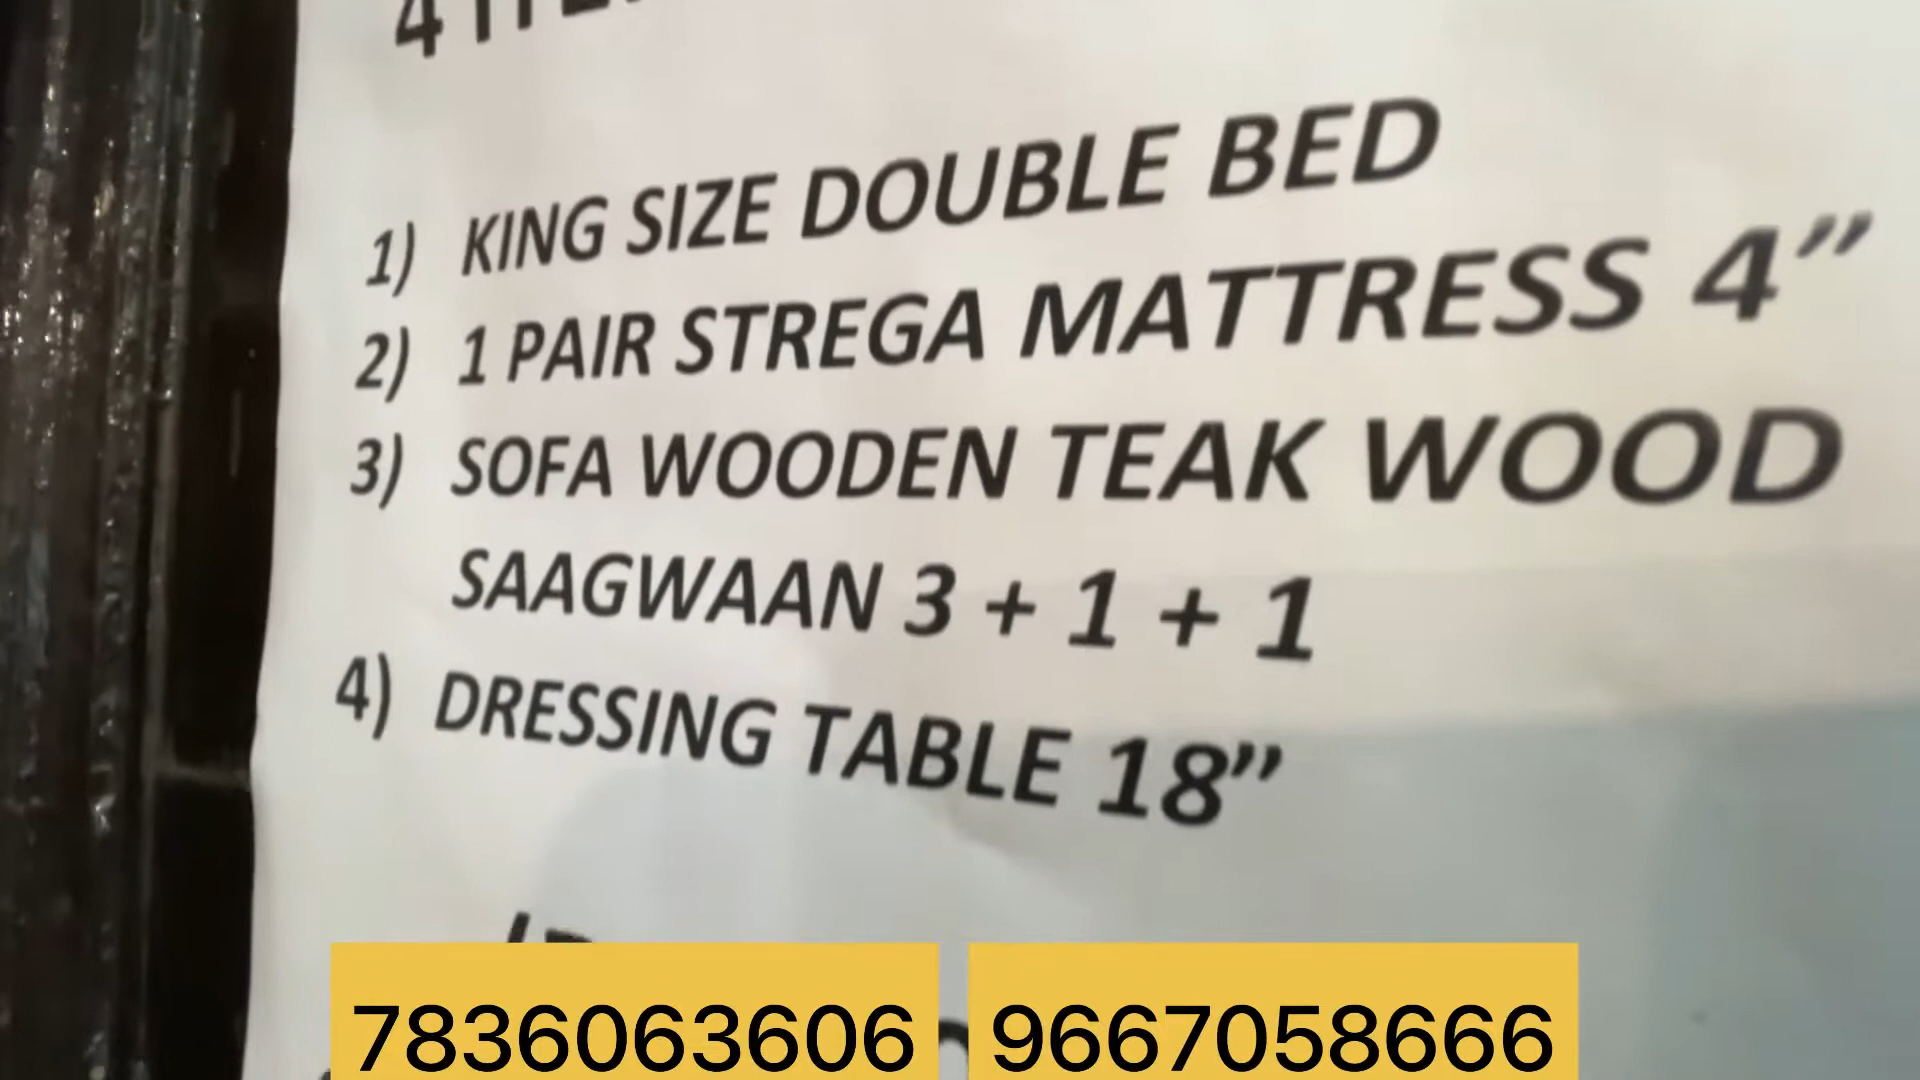 1) KING SIZE DOUBLE BED
2) 1 PAIR STREGA MATTRESS 4”
3) SOFA WOODEN TEAK WOOD
SAAGWAAN 3 + 1 + 1
4) DRESSING TABLE 18”
7836063606 9667058666